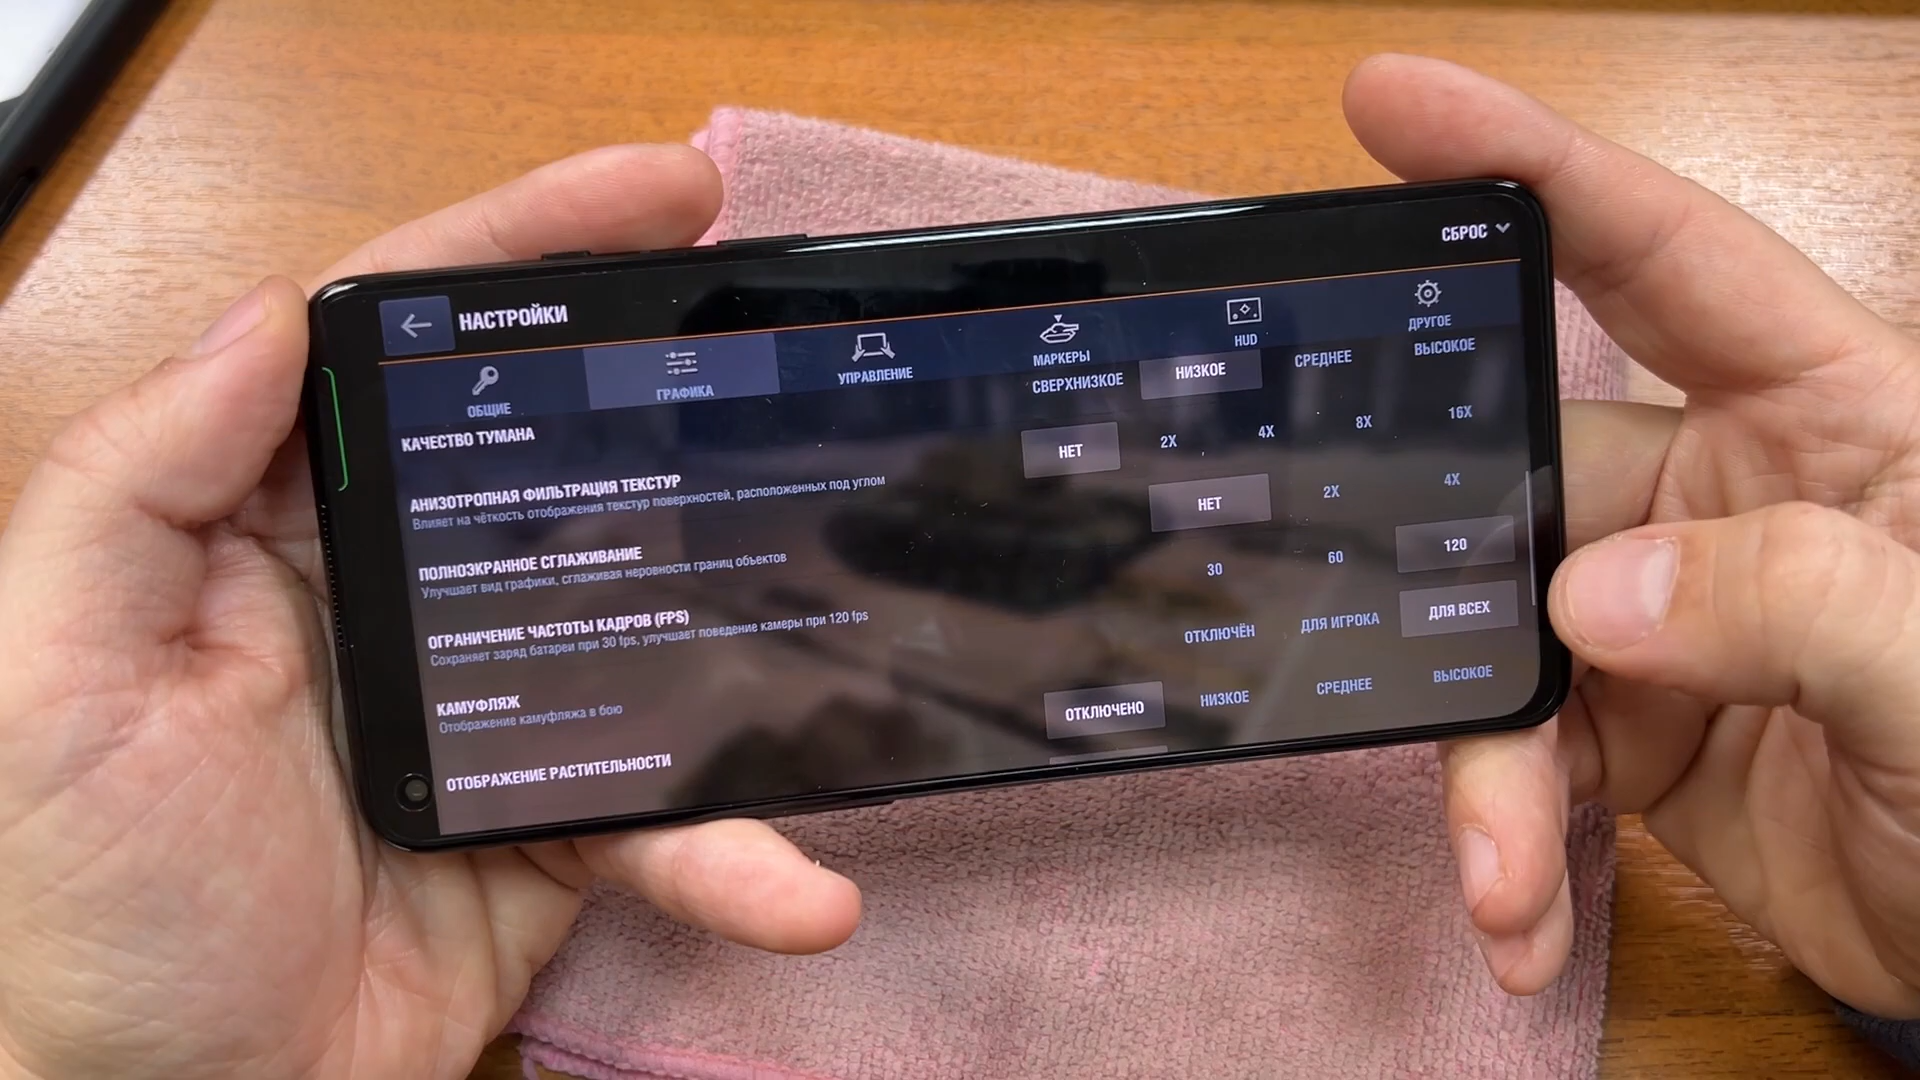 НАСТРОЙКИ
СБРОС
ОБЩИЕ
ГРАФИКА
УПРАВЛЕНИЕ
МАРКЕРЫ
HUD
ДРУГОЕ
КАЧЕСТВО ТУМАНА
СВЕРХНИЗКОЕ НИЗКОЕ СРЕДНЕЕ ВЫСОКОЕ
АНИЗОТРОПНАЯ ФИЛЬТРАЦИЯ ТЕКСТУР
Влияет на чёткость отображения текстур поверхностей, расположенных под углом
НЕТ 2X 4X 8X 16X
ПОЛНОЭКРАННОЕ СГЛАЖИВАНИЕ
Улучшает вид графики, сглаживая неровности границ объектов
НЕТ 2X 4X
ОГРАНИЧЕНИЕ ЧАСТОТЫ КАДРОВ (FPS)
Сохраняет заряд батареи при 30 fps, улучшает поведение камеры при 120 fps
30 60 120
КАМУФЛЯЖ
Отображение камуфляжа в бою
ОТКЛЮЧЁН ДЛЯ ИГРОКА ДЛЯ ВСЕХ
ОТОБРАЖЕНИЕ РАСТИТЕЛЬНОСТИ
ОТКЛЮЧЕНО НИЗКОЕ СРЕДНЕЕ ВЫСОКОЕ